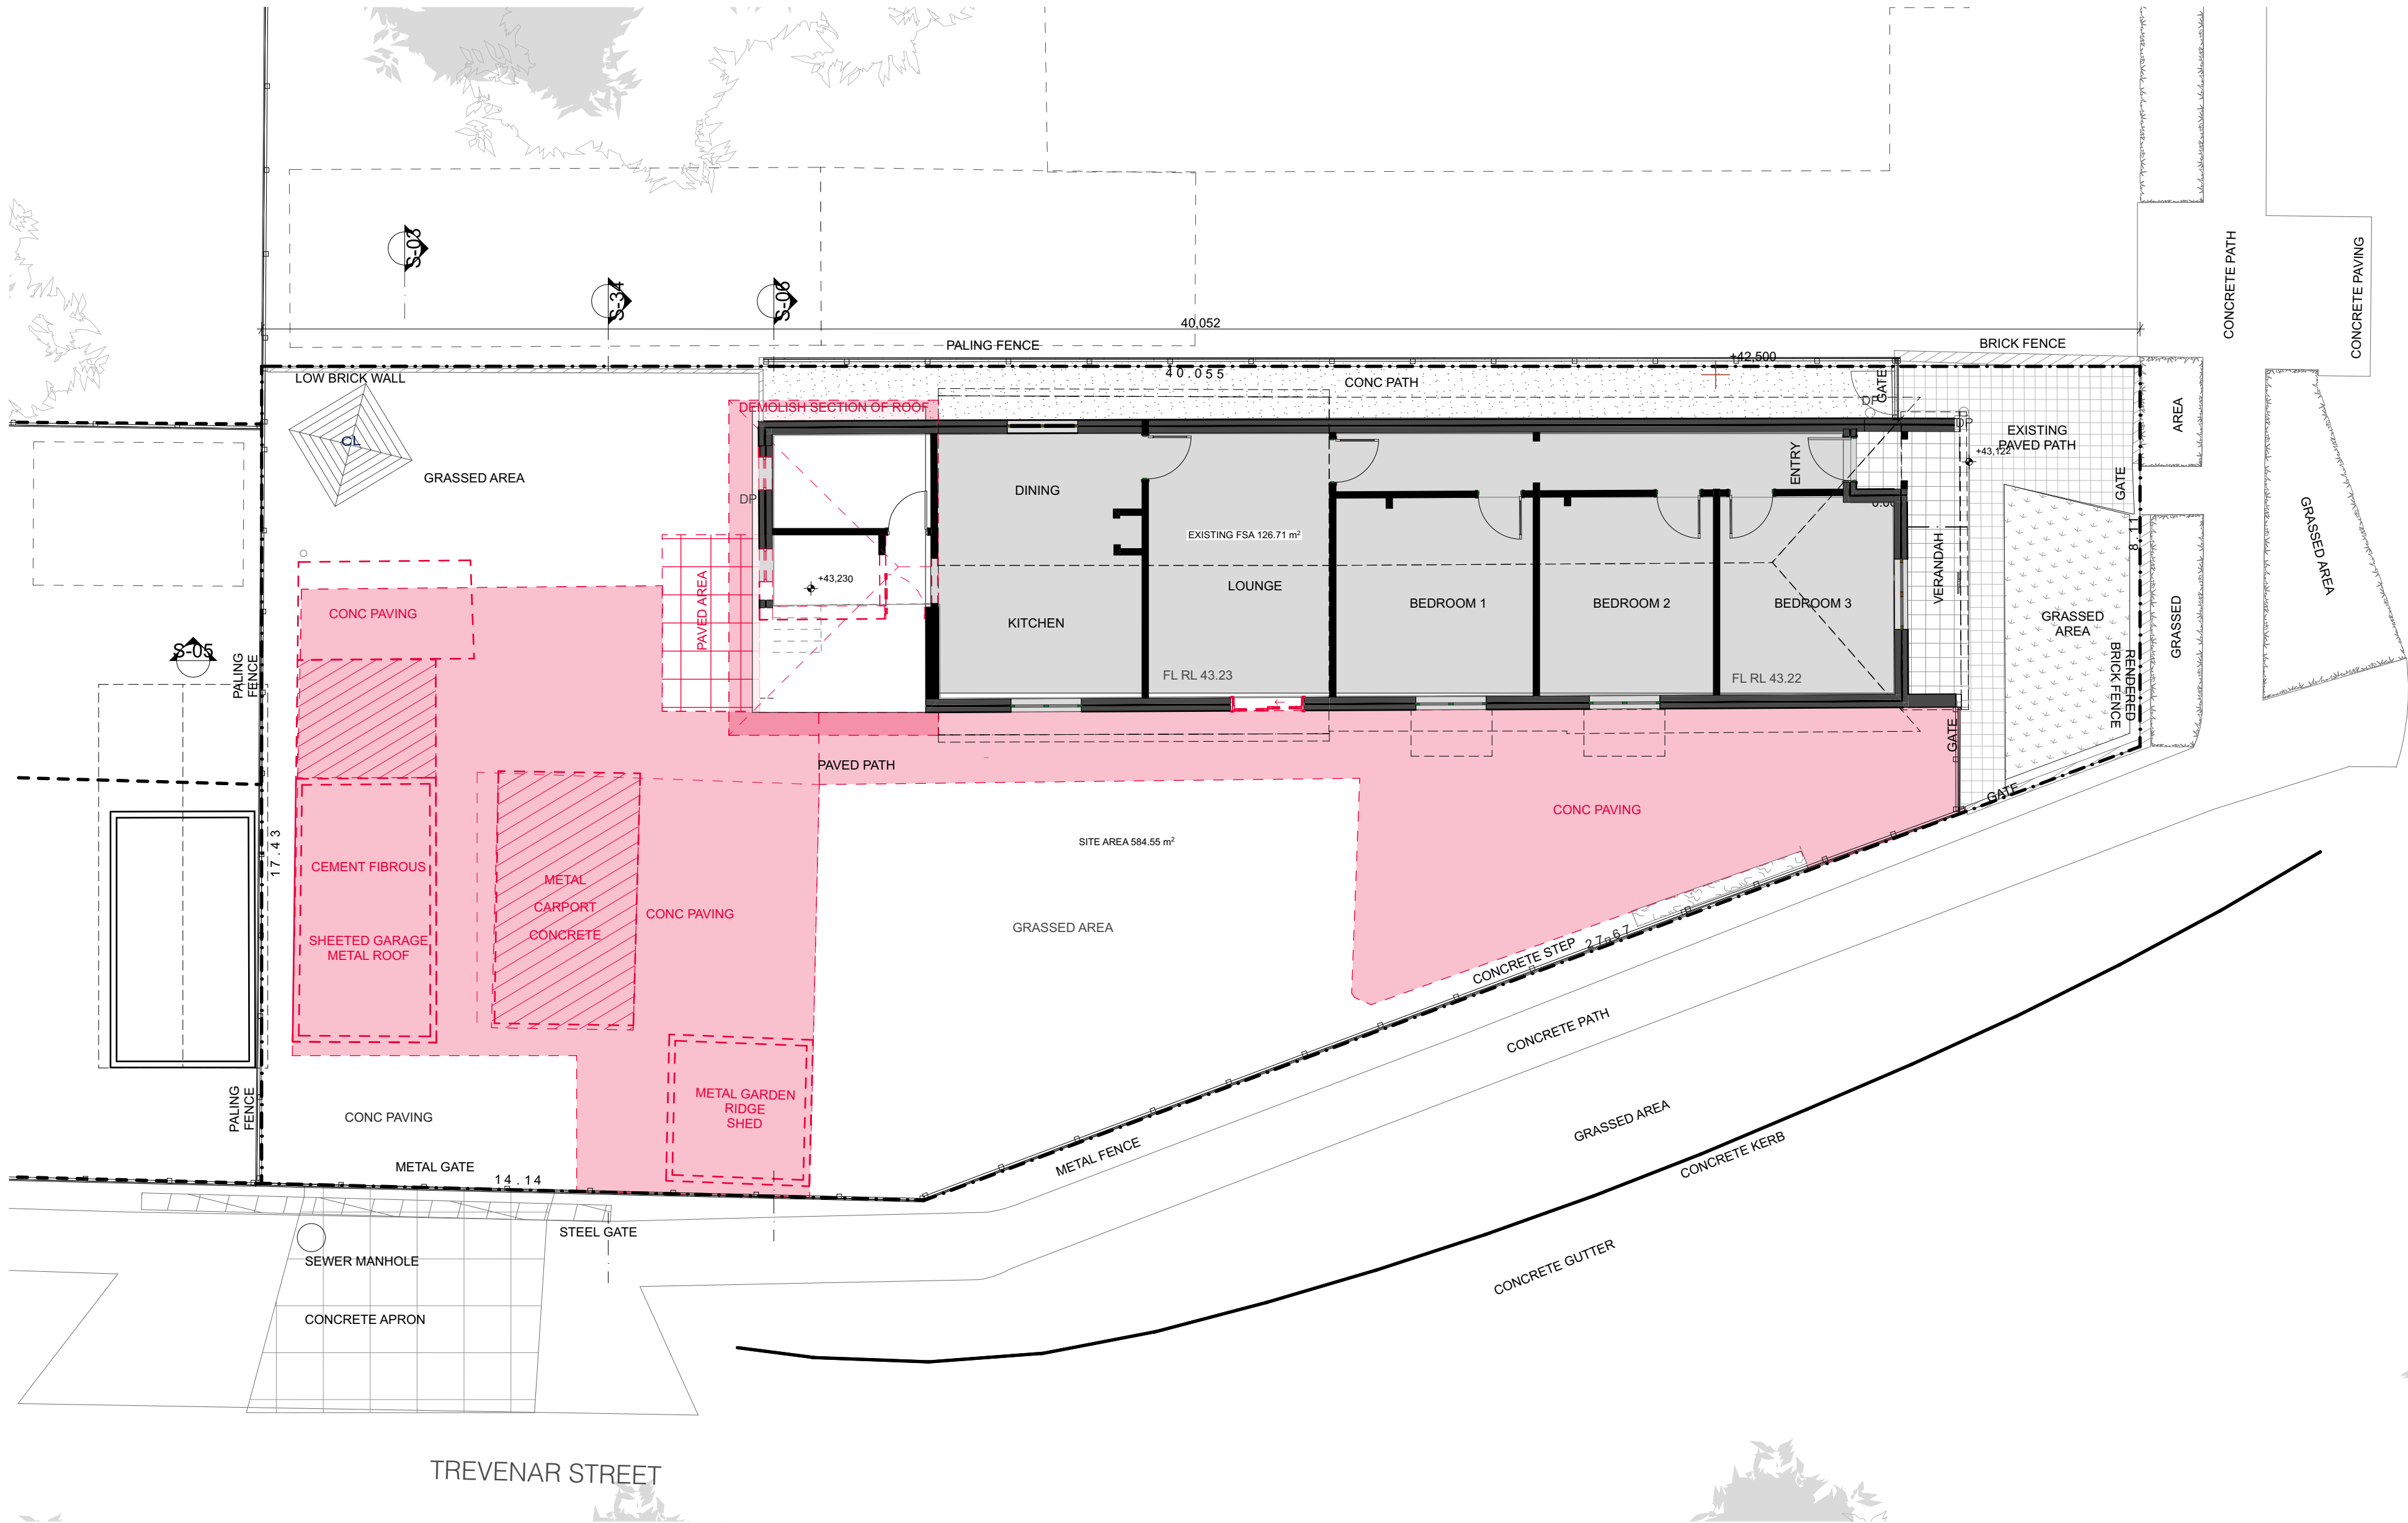 S-03
S-34
S-06
40,052
PALING FENCE
BRICK FENCE
CONCRETE PATH
CONCRETE PAVING
LOW BRICK WALL
40.055
CONC PATH
+42,500
GATE
DP
DEMOLISH SECTION OF ROOF
CL
GRASSED AREA
DP
DINING
ENTRY
DP
EXISTING
PAVED PATH
+43,122
AREA
GATE
8.11
GRASSED AREA
EXISTING FSA 126.71 m²
+43,230
PAVED AREA
LOUNGE
BEDROOM 1
BEDROOM 2
BEDROOM 3
VERANDAH
GRASSED
AREA
GRASSED
CONC PAVING
KITCHEN
S-05
PALING
FENCE
FL RL 43.23
FL RL 43.22
RENDERED
BRICK FENCE
GATE
PAVED PATH
GATE
CONC PAVING
SITE AREA 584.55 m²
17.43
CEMENT FIBROUS
SHEETED GARAGE
METAL ROOF
METAL
CARPORT
CONCRETE
CONC PAVING
GRASSED AREA
CONCRETE STEP
27.67
CONCRETE PATH
METAL GARDEN
RIDGE
SHED
PALING
FENCE
CONC PAVING
METAL GATE
14.14
METAL FENCE
GRASSED AREA
CONCRETE KERB
STEEL GATE
SEWER MANHOLE
CONCRETE GUTTER
CONCRETE APRON
TREVENAR STREET